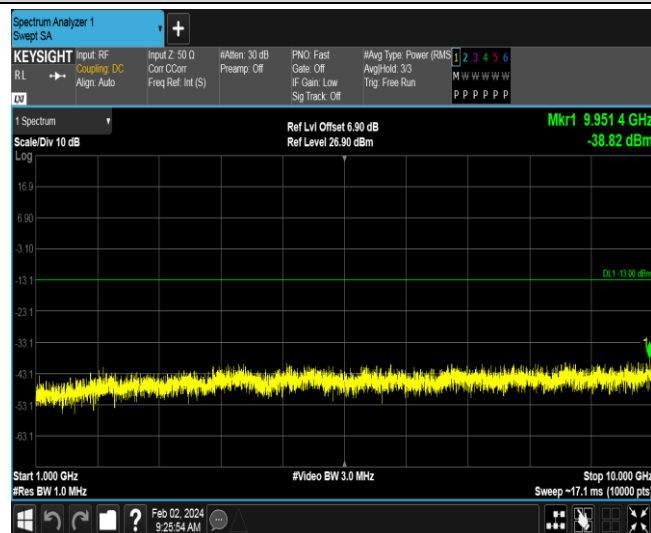 Spectrum Analyzer 1
Swept SA
+
KEYSIGHT
RL
Input: RF
Coupling: DC
Align: Auto
Input Z: 50 Ω
Corr CCorr
Freq Ref: Int (S)
#Atten: 30 dB
Preamp: Off
PNO: Fast
Gate: Off
IF Gain: Low
Sig Track: Off
#Avg Type: Power (RMS
Avg|Hold: 3/3
Trig: Free Run
1 2 3 4 5 6
M W W W W W
P P P P P P
1 Spectrum
Scale/Div 10 dB
Log
Ref Lvl Offset 6.90 dB
Ref Level 26.90 dBm
Mkr1 9.951 4 GHz
-38.82 dBm
16.9
6.90
-3.10
-13.1
DL1 -13.00 dBm
-23.1
-33.1
1
-43.1
-53.1
-63.1
Start 1.000 GHz
#Res BW 1.0 MHz
#Video BW 3.0 MHz
Stop 10.000 GHz
Sweep ~17.1 ms (10000 pts)
?
Feb 02, 2024
9:25:54 AM